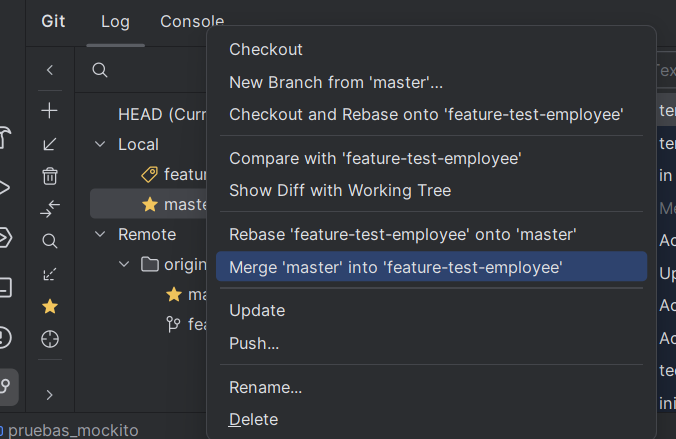 Git
Log
Console
Checkout
New Branch from 'master'...
Checkout and Rebase onto 'feature-test-employee'
HEAD (Curr
Local
Compare with 'feature-test-employee'
featur
Show Diff with Working Tree
maste
Remote
Rebase 'feature-test-employee' onto 'master'
origin
Merge 'master' into 'feature-test-employee'
ma
Update
fea
Push...
Rename...
Delete
pruebas_mockito
Tex
ter
ter
in
Me
Ac
Up
Ac
Ac
tec
ini